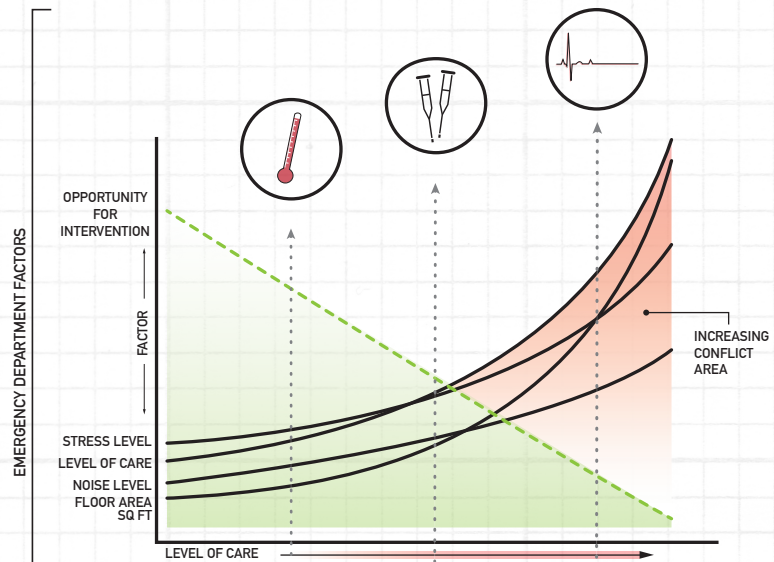 EMERGENCY DEPARTMENT FACTORS
OPPORTUNITY
FOR
INTERVENTION
FACTOR
STRESS LEVEL
LEVEL OF CARE
NOISE LEVEL
FLOOR AREA
SQ FT
INCREASING
CONFLICT
AREA
LEVEL OF CARE